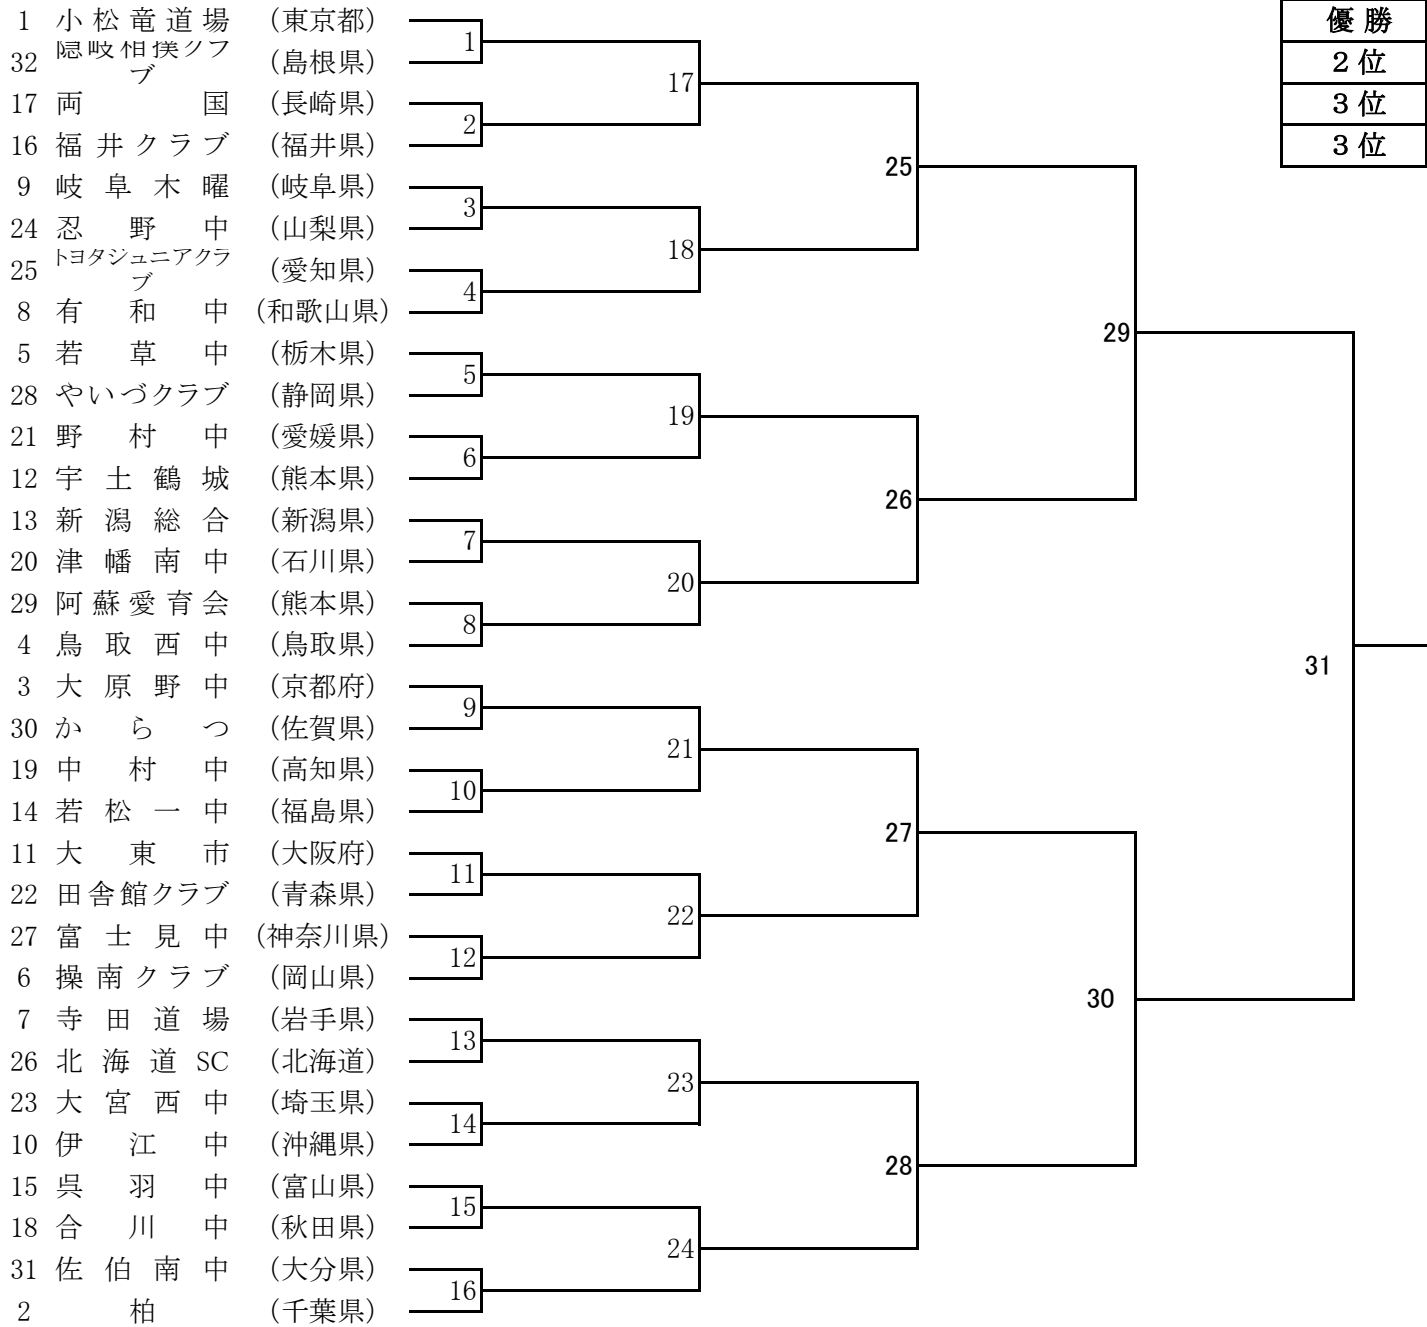 1 小松竜道場 (東京都)
32 隠岐相撲クラブ (島根県)
17 両国 (長崎県)
16 福井クラブ (福井県)
9 岐阜木曜 (岐阜県)
24 忍野中 (山梨県)
25 トヨタジュニアクラブ (愛知県)
8 有和中 (和歌山県)
5 若草中 (栃木県)
28 やいづクラブ (静岡県)
21 野村中 (愛媛県)
12 宇土鶴城 (熊本県)
13 新潟総合 (新潟県)
20 津幡南中 (石川県)
29 阿蘇愛育会 (熊本県)
4 鳥取西中 (鳥取県)
3 大原野中 (京都府)
30 からつ (佐賀県)
19 中村中 (高知県)
14 若松一中 (福島県)
11 大東市 (大阪府)
22 田舎館クラブ (青森県)
27 富士見中 (神奈川県)
6 操南クラブ (岡山県)
7 寺田道場 (岩手県)
26 北海道SC (北海道)
23 大宮西中 (埼玉県)
10 伊江中 (沖縄県)
15 呉羽中 (富山県)
18 合川中 (秋田県)
31 佐伯南中 (大分県)
2 柏 (千葉県)
1
2
3
4
5
6
7
8
9
10
11
12
13
14
15
16
17
18
19
20
21
22
23
24
25
26
27
28
29
30
31
優勝
２位
３位
３位